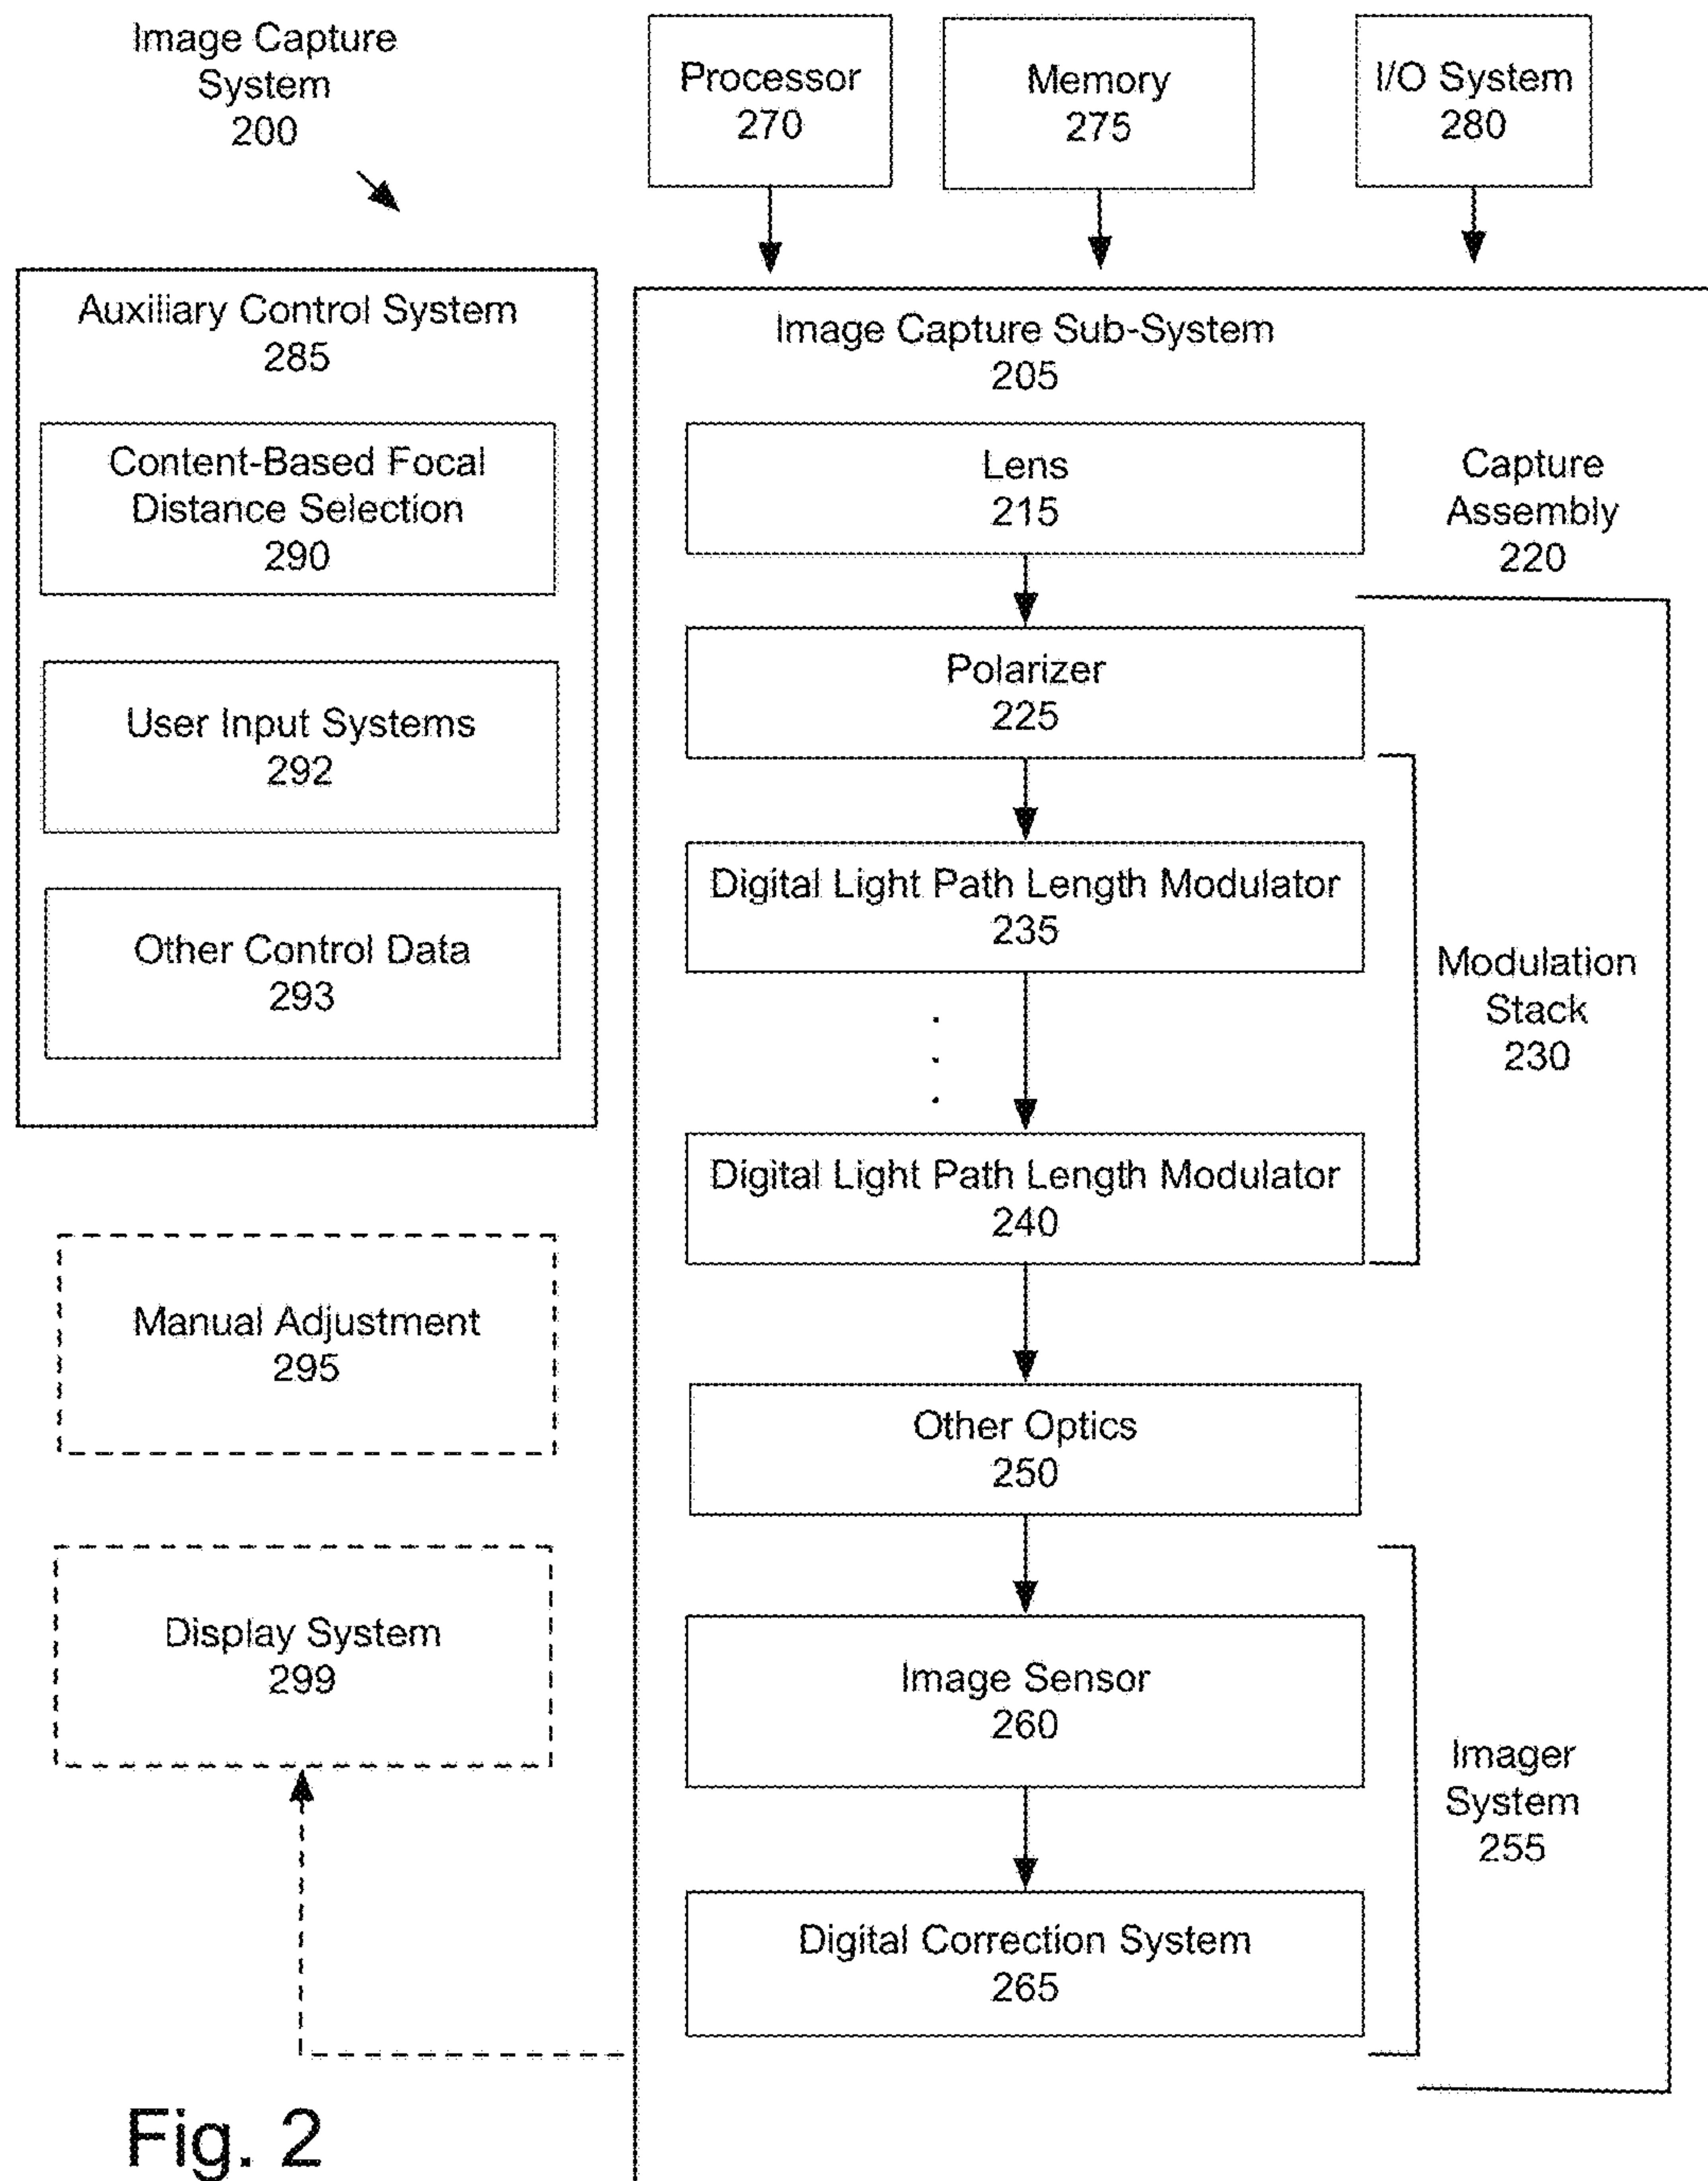 Image Capture
System
200
Processor
270
Memory
275
I/O System
280
Auxiliary Control System
285
Content-Based Focal
Distance Selection
290
User Input Systems
292
Other Control Data
293
Manual Adjustment
295
Display System
299
Image Capture Sub-System
205
Lens
215
Capture
Assembly
220
Polarizer
225
Digital Light Path Length Modulator
235
Modulation
Stack
230
Digital Light Path Length Modulator
240
Other Optics
250
Image Sensor
260
Imager
System
255
Digital Correction System
265
Fig. 2